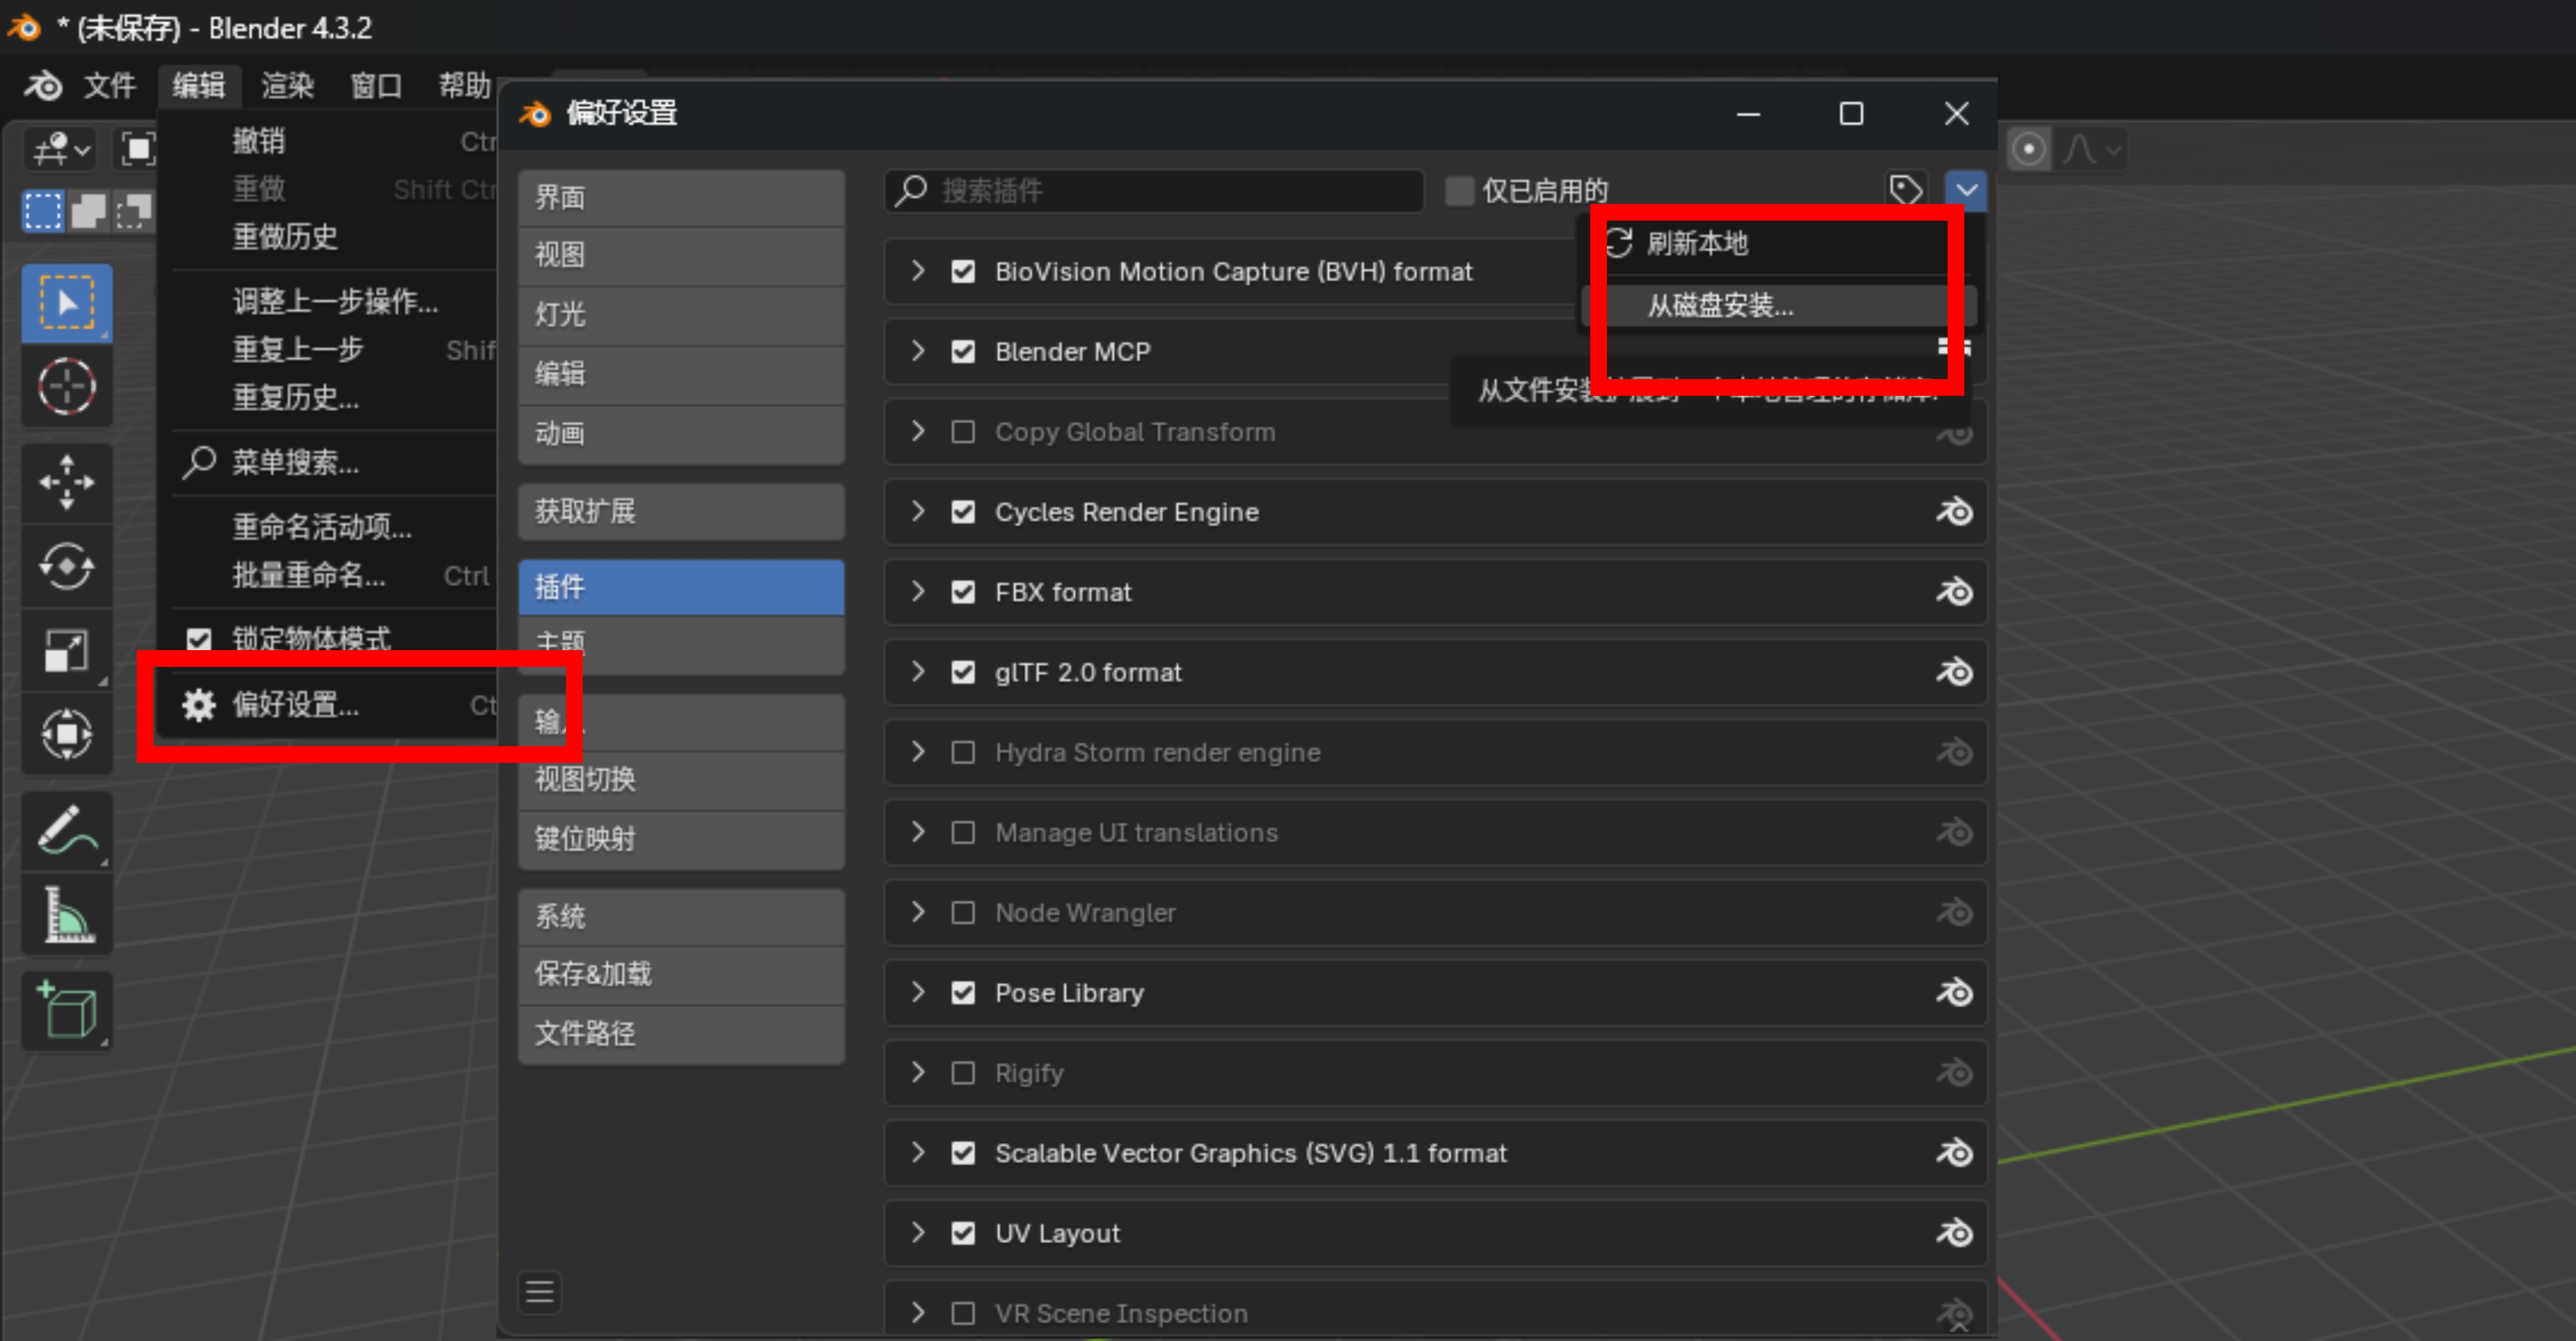 * (未保存) - Blender 4.3.2
文件 编辑 渲染 窗口 帮助
撤销 Ctr
重做 Shift Ctr
重做历史
调整上一步操作...
重复上一步 Shif
重复历史...
菜单搜索...
重命名活动项...
批量重命名... Ctrl
锁定物体模式
偏好设置... Ct
偏好设置
界面
视图
灯光
编辑
动画
获取扩展
插件
主题
输
视图切换
键位映射
系统
保存&加载
文件路径
搜索插件 仅已启用的
刷新本地
从磁盘安装...
从文件安装
BioVision Motion Capture (BVH) format
Blender MCP
Copy Global Transform
Cycles Render Engine
FBX format
glTF 2.0 format
Hydra Storm render engine
Manage UI translations
Node Wrangler
Pose Library
Rigify
Scalable Vector Graphics (SVG) 1.1 format
UV Layout
VR Scene Inspection